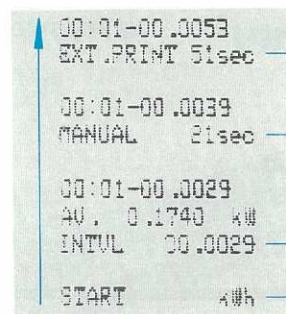 00:01-00.0053
EXT.PRINT 51sec
00:01-00.0039
MANUAL 21sec
00:01-00.0029
AV. 0.1740 kW
INTVL 00.0029
START kWh